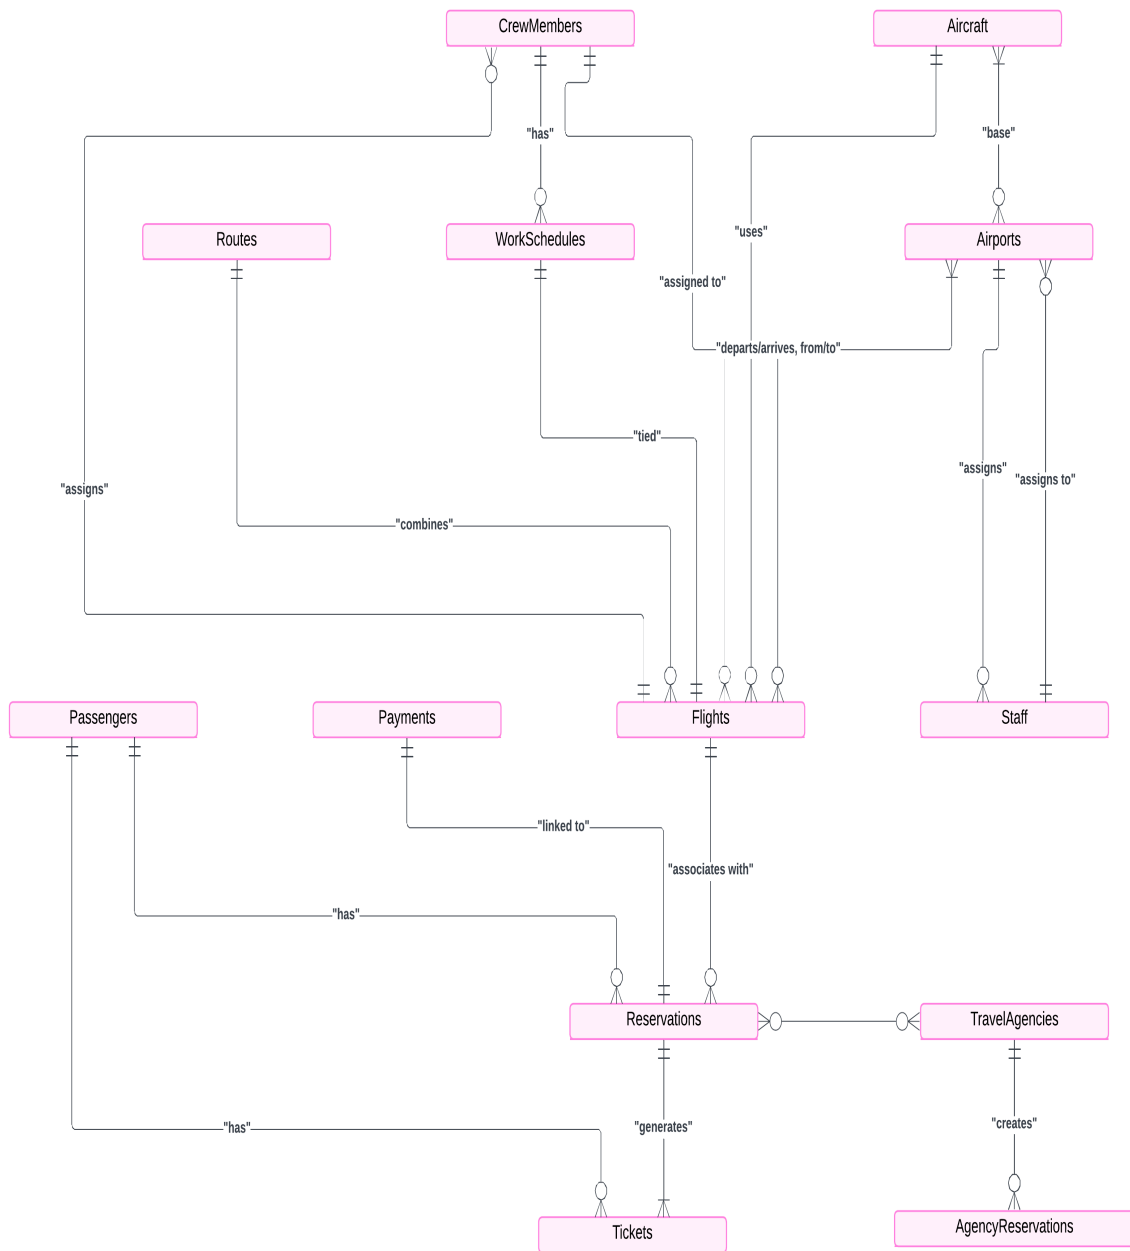 CrewMembers
Aircraft
"has"
"base"
"uses"
Routes
WorkSchedules
Airports
"assigned to"
"departs/arrives, from/to"
"tied"
"assigns"
"assigns to"
"assigns"
"combines"
Passengers
Payments
Flights
Staff
"linked to"
"associates with"
"has"
Reservations
TravelAgencies
"has"
"generates"
"creates"
Tickets
AgencyReservations